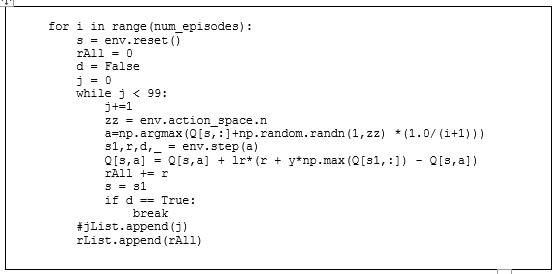 for i in range(num_episodes):
    s = env.reset()
    rAll = 0
    d = False
    j = 0
    while j < 99:
        j+=1
        zz = env.action_space.n
        a=np.argmax(Q[s,:]+np.random.randn(1,zz) *(1.0/(i+1)))
        s1,r,d,_ = env.step(a)
        Q[s,a] = Q[s,a] + lr*(r + y*np.max(Q[s1,:]) - Q[s,a])
        rAll += r
        s = s1
        if d == True:
            break
    #jList.append(j)
    rList.append(rAll)